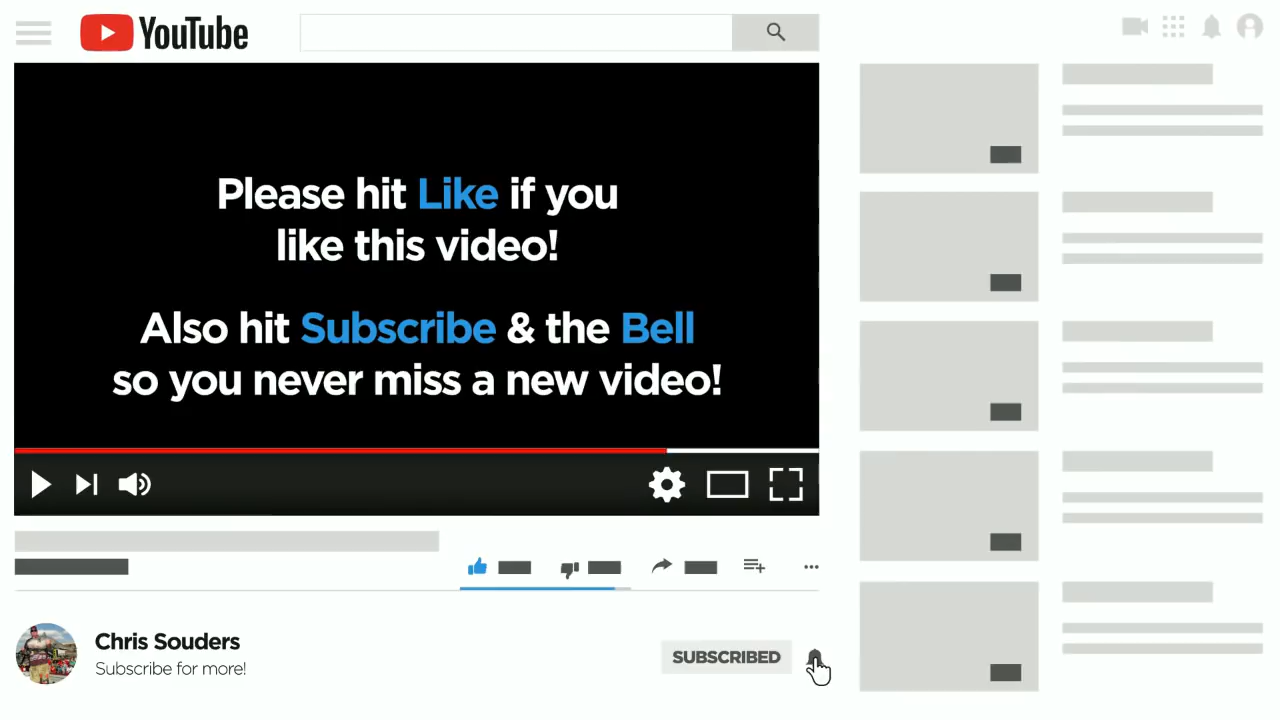 YouTube
Please hit Like if you
like this video!
Also hit Subscribe & the Bell
so you never miss a new video!
Chris Souders
Subscribe for more!
SUBSCRIBED